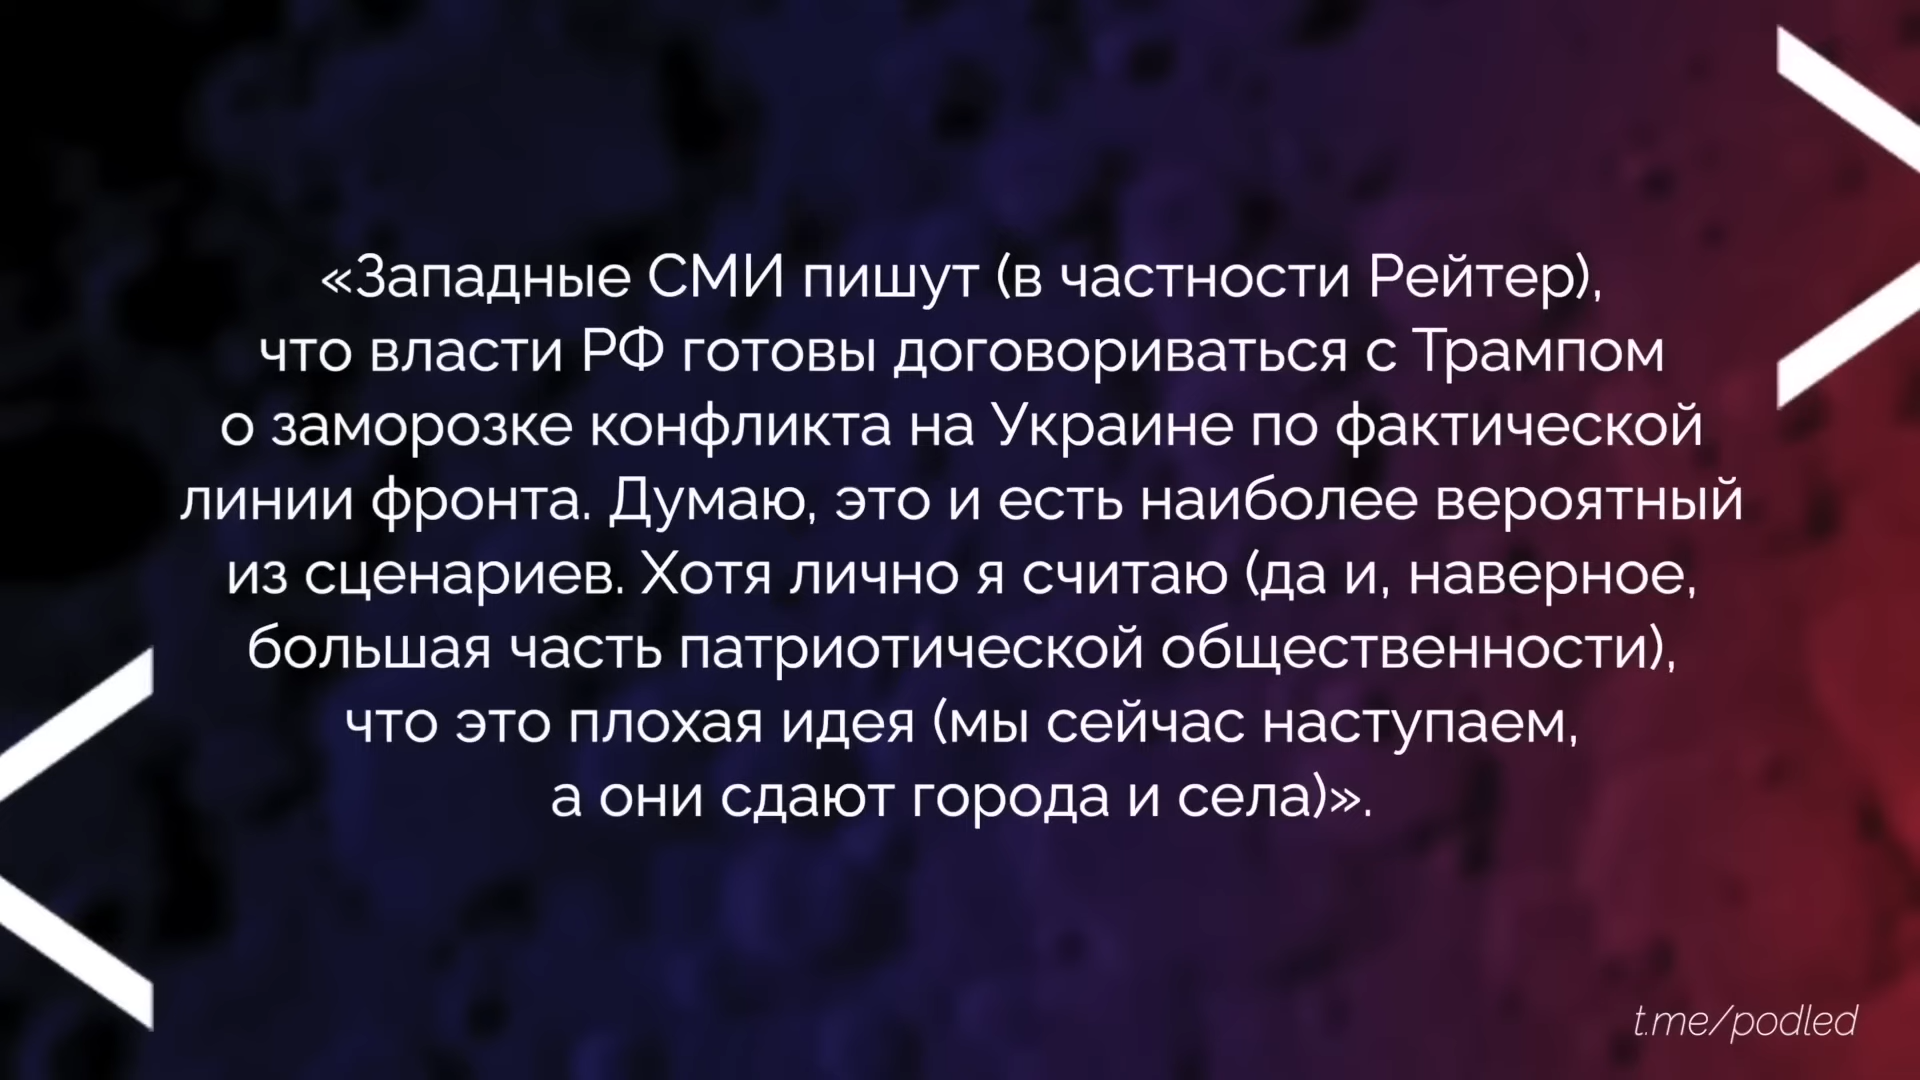 «Западные СМИ пишут (в частности Рейтер),
что власти РФ готовы договориваться с Трампом
о заморозке конфликта на Украине по фактической
линии фронта. Думаю, это и есть наиболее вероятный
из сценариев. Хотя лично я считаю (да и, наверное,
большая часть патриотической общественности),
что это плохая идея (мы сейчас наступаем,
а они сдают города и села)».
t.me/podled